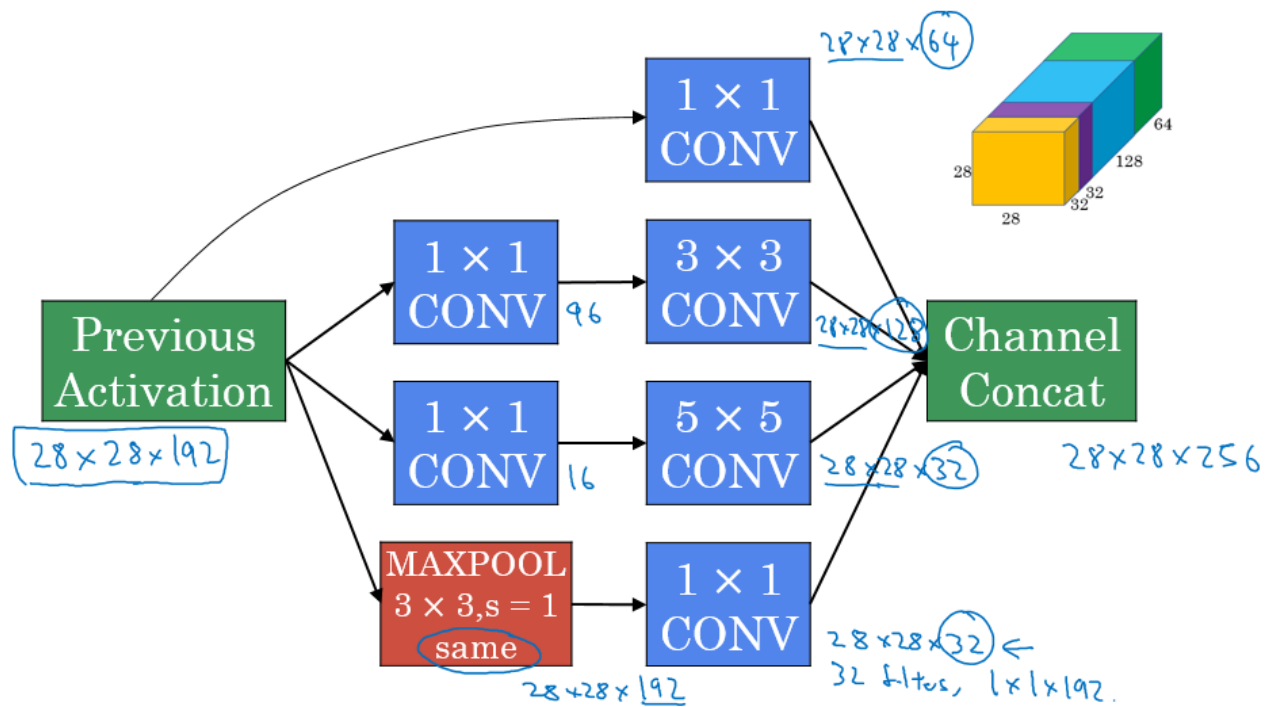 28×28×64
1 × 1
CONV
64
128
32
32
28
28
1 × 1
CONV
96
3 × 3
CONV
28×28×128
Previous
Activation
28×28×192
Channel
Concat
28×28×256
1 × 1
CONV
16
5 × 5
CONV
28×28×32
MAXPOOL
3 × 3,s = 1
same
28×28×192
1 × 1
CONV
28×28×32 ←
32 filters, 1×1×192.